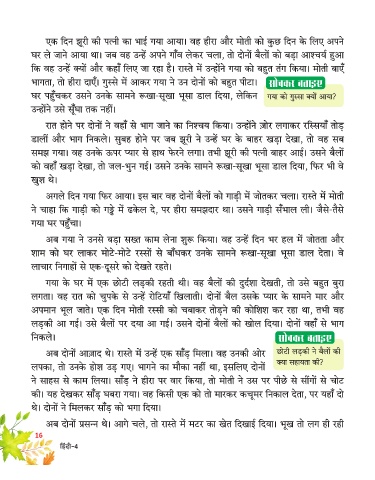 एक दिन झूरी की पत्नी का भाई गया आया। वह हीरा और मोती को कुछ दिन के लिए अपने
घर ले जाने आया था। जब वह उन्हें अपने गाँव लेकर चला, तो दोनों बैलों को बड़ा आश्चर्य हुआ
कि वह उन्हें क्यों और कहाँ लिए जा रहा है। रास्ते में उन्होंने गया को बहुत तंग किया। मोती बाएँ
भागता, तो हीरा दाएँ। गुस्से में आकर गया ने उन दोनों को बहुत पीटा।
घर पहुँचकर उसने उनके सामने रूखा-सूखा भूसा डाल दिया, लेकिन
उन्होंने उसे सूँघा तक नहीं।
सोचकर बताइए
गया को गुस्सा क्यों आया?
रात होने पर दोनों ने वहाँ से भाग जाने का निश्चय किया। उन्होंने ज़ोर लगाकर रस्सियाँ तोड़
डालीं और भाग निकले। सुबह होने पर जब झूरी ने उन्हें घर के बाहर खड़ा देखा, तो वह सब
समझ गया। वह उनके ऊपर प्यार से हाथ फेरने लगा। तभी झूरी की पत्नी बाहर आई। उसने बैलों
को वहाँ खड़ा देखा, तो जल-भुन गई। उसने उनके सामने रूखा-सूखा भूसा डाल दिया, फिर भी वे
खुश थे।
अगले दिन गया फिर आया। इस बार वह दोनों बैलों को गाड़ी में जोतकर चला। रास्ते में मोती
ने चाहा कि गाड़ी को गड्ढे में ढकेल दे, पर हीरा समझदार था। उसने गाड़ी सँभाल ली। जैसे-तैसे
गया घर पहुँचा।
अब गया ने उनसे बड़ा सख्त काम लेना शुरू किया। वह उन्हें दिन भर हल में जोतता और
शाम को घर लाकर मोटे-मोटे रस्सों से बाँधकर उनके सामने रूखा-सूखा भूसा डाल देता। वे
लाचार निगाहों से एक-दूसरे को देखते रहते।
गया के घर में एक छोटी लड़की रहती थी। वह बैलों की दुर्दशा देखती, तो उसे बहुत बुरा
लगता। वह रात को चुपके से उन्हें रोटियाँ खिलाती। दोनों बैल उसके प्यार के सामने मार और
अपमान भूल जाते। एक दिन मोती रस्सी को चबाकर तोड़ने की कोशिश कर रहा था, तभी वह
लड़की आ गई। उसे बैलों पर दया आ गई। उसने दोनों बैलों को खोल दिया। दोनों वहाँ से भाग
निकले।
सोचकर बताइए
छोटी लड़की ने बैलों की
क्या सहायता की?
अब दोनों आज़ाद थे। रास्ते में उन्हें एक साँड़ मिला। वह उनकी ओर
लपका, तो उनके होश उड़ गए। भागने का मौका नहीं था, इसलिए दोनों
ने साहस से काम लिया। साँड़ ने हीरा पर वार किया, तो मोती ने उस पर पीछे से सींगों से चोट
की। यह देखकर साँड़ घबरा गया। वह किसी एक को तो मारकर कचूमर निकाल देता, पर यहाँ दो
थे। दोनों ने मिलकर साँड़ को भगा दिया।
अब दोनों प्रसन्न थे। आगे चले, तो रास्ते में मटर का खेत दिखाई दिया। भूख तो लग ही रही
16
हिंदी-4